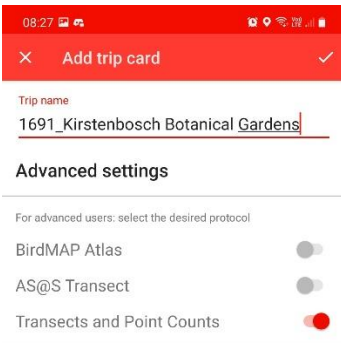 08:27
Add trip card
Trip name
1691_Kirstenbosch Botanical Gardens
Advanced settings
For advanced users: select the desired protocol
BirdMAP Atlas
AS@S Transect
Transects and Point Counts